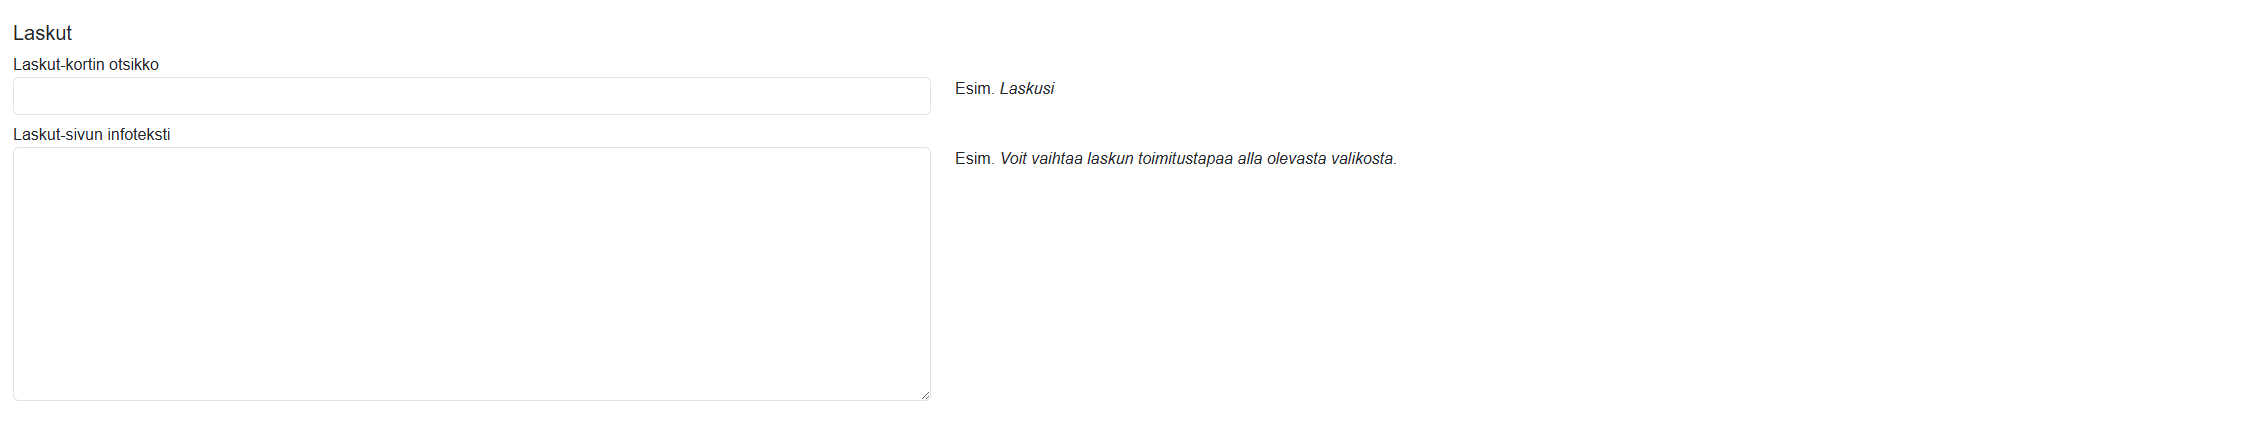 Laskut
Laskut-kortin otsikko
Esim. Laskusi
Laskut-sivun infoteksti
Esim. Voit vaihtaa laskun toimitustapaa alla olevasta valikosta.